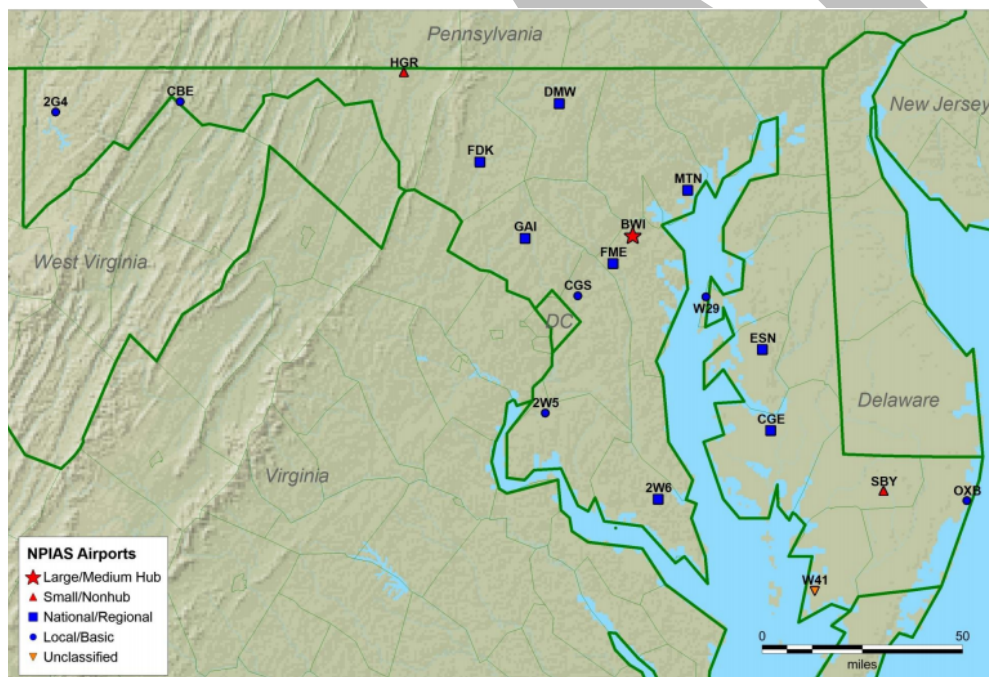 Pennsylvania
HGR
2G4
CBE
DMW
New Jersey
FDK
MTN
GAI
BWI
FME
West Virginia
CGS
DC
W29
ESN
2W5
Delaware
CGE
Virginia
2W6
SBY
OXB
W41
NPIAS Airports
Large/Medium Hub
Small/Nonhub
National/Regional
Local/Basic
Unclassified
0 50
miles